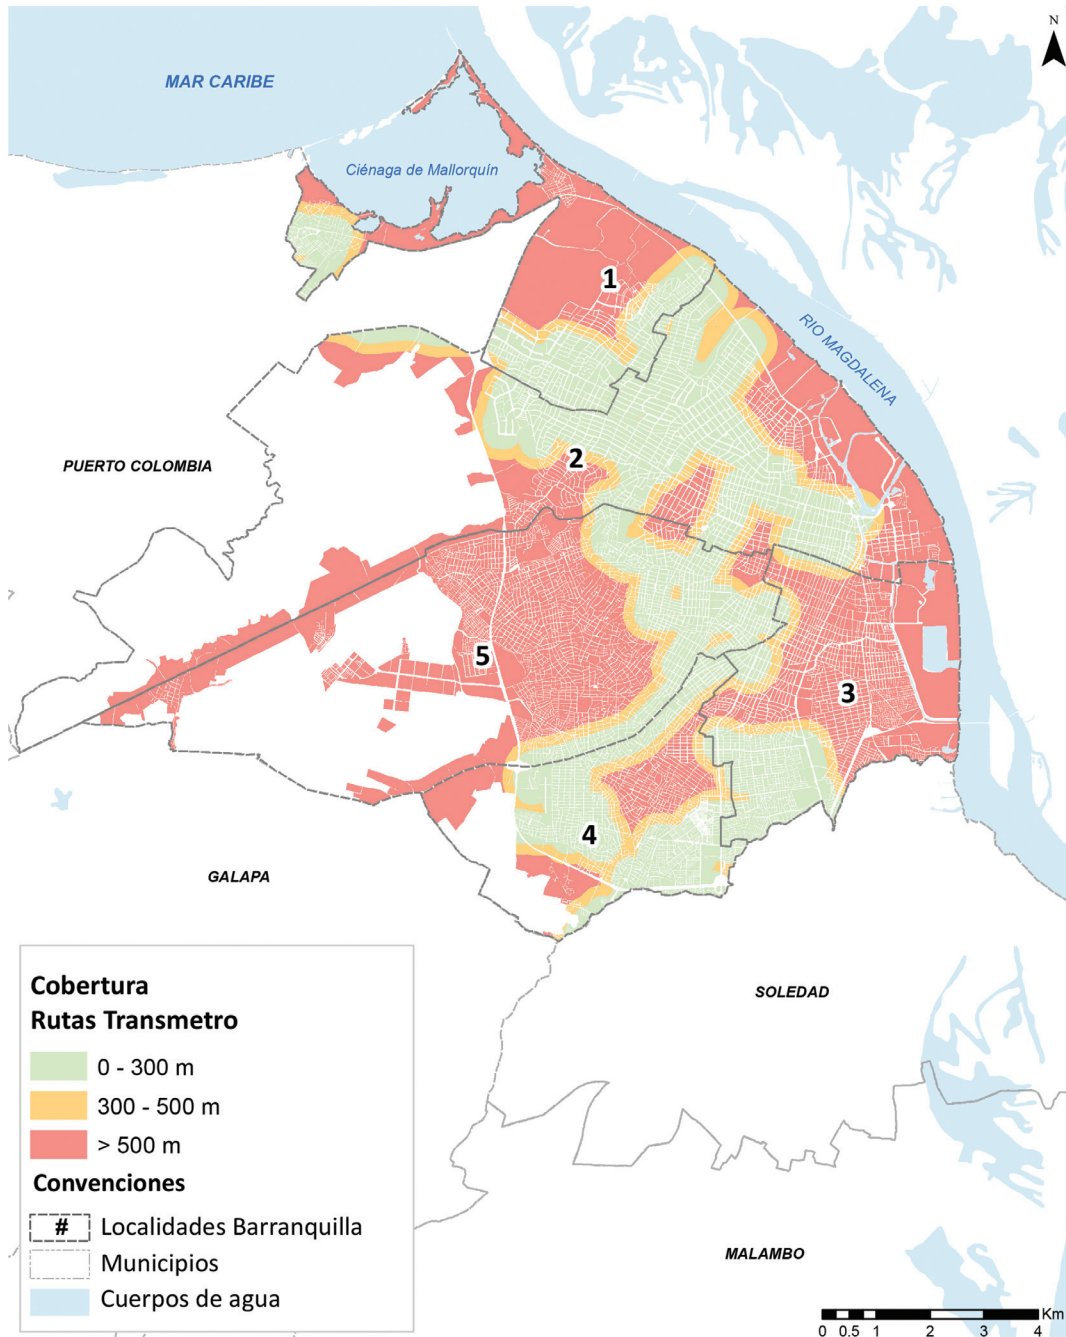 N
MAR CARIBE
Ciénaga de Mallorquín
1
RIO MAGDALENA
2
PUERTO COLOMBIA
5
3
4
GALAPA
SOLEDAD
MALAMBO
Cobertura
Rutas Transmetro
0 - 300 m
300 - 500 m
> 500 m
Convenciones
# Localidades Barranquilla
Municipios
Cuerpos de agua
Km
0 0.5 1 2 3 4